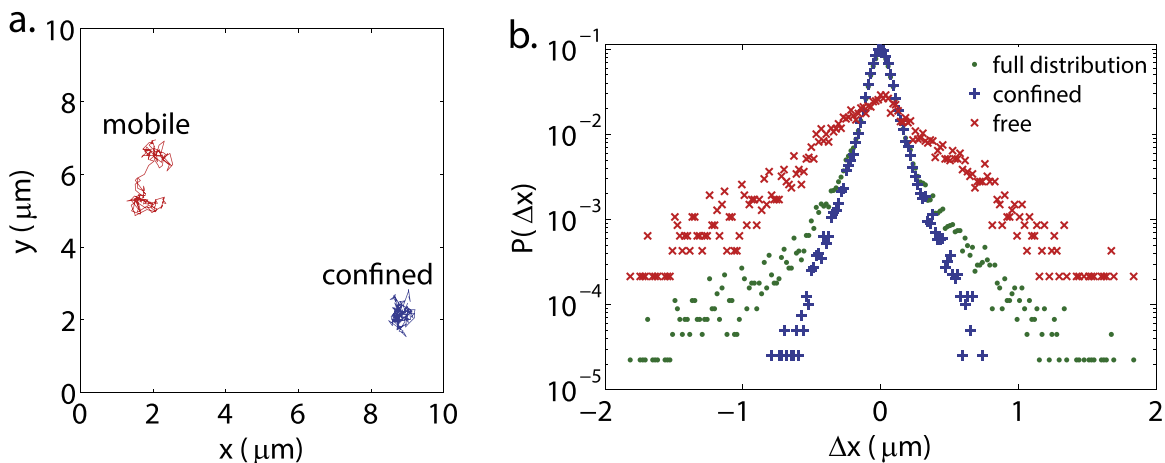 a.
10
8
6
4
2
0
y ( μm)
mobile
confined
0 2 4 6 8 10
x ( μm)
b.
10⁻¹
10⁻²
10⁻³
10⁻⁴
10⁻⁵
P( Δx)
full distribution
confined
free
−2 −1 0 1 2
Δx ( μm)